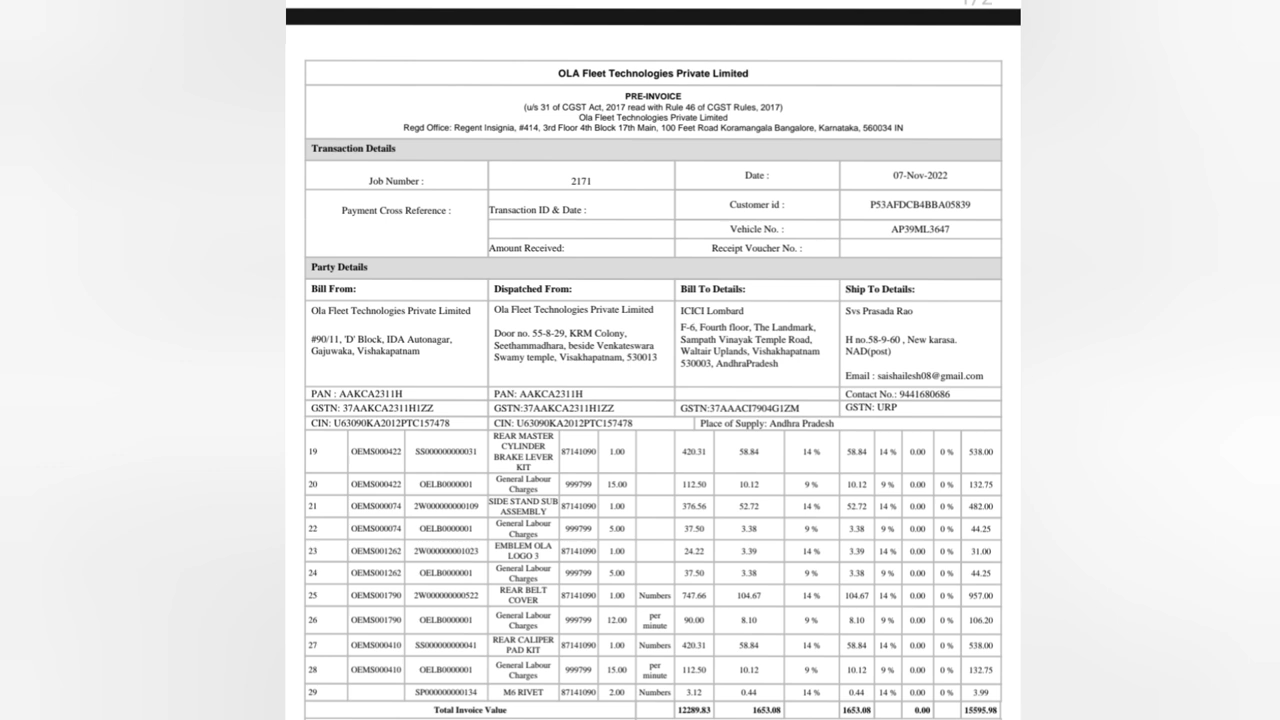 OLA Fleet Technologies Private Limited
PRE-INVOICE
(u/s 31 of CGST Act, 2017 read with Rule 46 of CGST Rules, 2017)
Ola Fleet Technologies Private Limited
Regd Office: Regent Insignia, #414, 3rd Floor 4th Block 17th Main, 100 Feet Road Koramangala Bangalore, Karnataka, 560034 IN
Transaction Details
Job Number : 2171 Date : 07-Nov-2022
Payment Cross Reference : Transaction ID & Date : Customer id : P53AFDCB4BBA05839
Vehicle No. : AP39ML3647
Amount Received: Receipt Voucher No. :
Party Details
Bill From: Dispatched From: Bill To Details: Ship To Details:
Ola Fleet Technologies Private Limited
#90/11, 'D' Block, IDA Autonagar,
Gajuwaka, Vishakapatnam
Ola Fleet Technologies Private Limited
Door no. 55-8-29, KRM Colony,
Seethammadhara, beside Venkateswara
Swamy temple, Visakhapatnam, 530013
ICICI Lombard
F-6, Fourth floor, The Landmark,
Sampath Vinayak Temple Road,
Waltair Uplands, Vishakhapatnam
530003, AndhraPradesh
Svs Prasada Rao
H no.58-9-60 , New karasa.
NAD(post)
Email : saishailesh08@gmail.com
PAN : AAKCA2311H PAN: AAKCA2311H Contact No.: 9441680686
GSTN: 37AAKCA2311H1ZZ GSTN:37AAKCA2311H1ZZ GSTN:37AAACI7904G1ZM GSTN: URP
CIN: U63090KA2012PTC157478 CIN: U63090KA2012PTC157478 Place of Supply: Andhra Pradesh
19 OEMS000422 SS000000000031 REAR MASTER CYLINDER BRAKE LEVER KIT 87141090 1.00 420.31 58.84 14 % 58.84 14 % 0.00 0 % 538.00
20 OEMS000422 OELB0000001 General Labour Charges 999799 15.00 112.50 10.12 9 % 10.12 9 % 0.00 0 % 132.75
21 OEMS000074 2W000000000109 SIDE STAND SUB ASSEMBLY 87141090 1.00 376.56 52.72 14 % 52.72 14 % 0.00 0 % 482.00
22 OEMS000074 OELB0000001 General Labour Charges 999799 5.00 37.50 3.38 9 % 3.38 9 % 0.00 0 % 44.25
23 OEMS001262 2W000000001023 EMBLEM OLA LOGO 3 87141090 1.00 24.22 3.39 14 % 3.39 14 % 0.00 0 % 31.00
24 OEMS001262 OELB0000001 General Labour Charges 999799 5.00 37.50 3.38 9 % 3.38 9 % 0.00 0 % 44.25
25 OEMS001790 2W000000000522 REAR BELT COVER 87141090 1.00 Numbers 747.66 104.67 14 % 104.67 14 % 0.00 0 % 957.00
26 OEMS001790 OELB0000001 General Labour Charges 999799 12.00 per minute 90.00 8.10 9 % 8.10 9 % 0.00 0 % 106.20
27 OEMS000410 SS000000000041 REAR CALIPER PAD KIT 87141090 1.00 Numbers 420.31 58.84 14 % 58.84 14 % 0.00 0 % 538.00
28 OEMS000410 OELB0000001 General Labour Charges 999799 15.00 per minute 112.50 10.12 9 % 10.12 9 % 0.00 0 % 132.75
29 SP000000000134 M6 RIVET 87141090 2.00 Numbers 3.12 0.44 14 % 0.44 14 % 0.00 0 % 3.99
Total Invoice Value 12289.83 1653.08 1653.08 0.00 15595.98